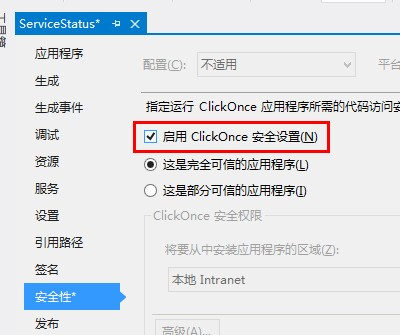 ServiceStatus*
应用程序
生成
生成事件
调试
资源
服务
设置
引用路径
签名
安全性*
发布
配置(C): 不适用 平台
指定运行 ClickOnce 应用程序所需的代码访问安
启用 ClickOnce 安全设置(N)
这是完全可信的应用程序(L)
这是部分可信的应用程序(I)
ClickOnce 安全权限
将要从中安装应用程序的区域(Z):
本地 Intranet
高级(A)...